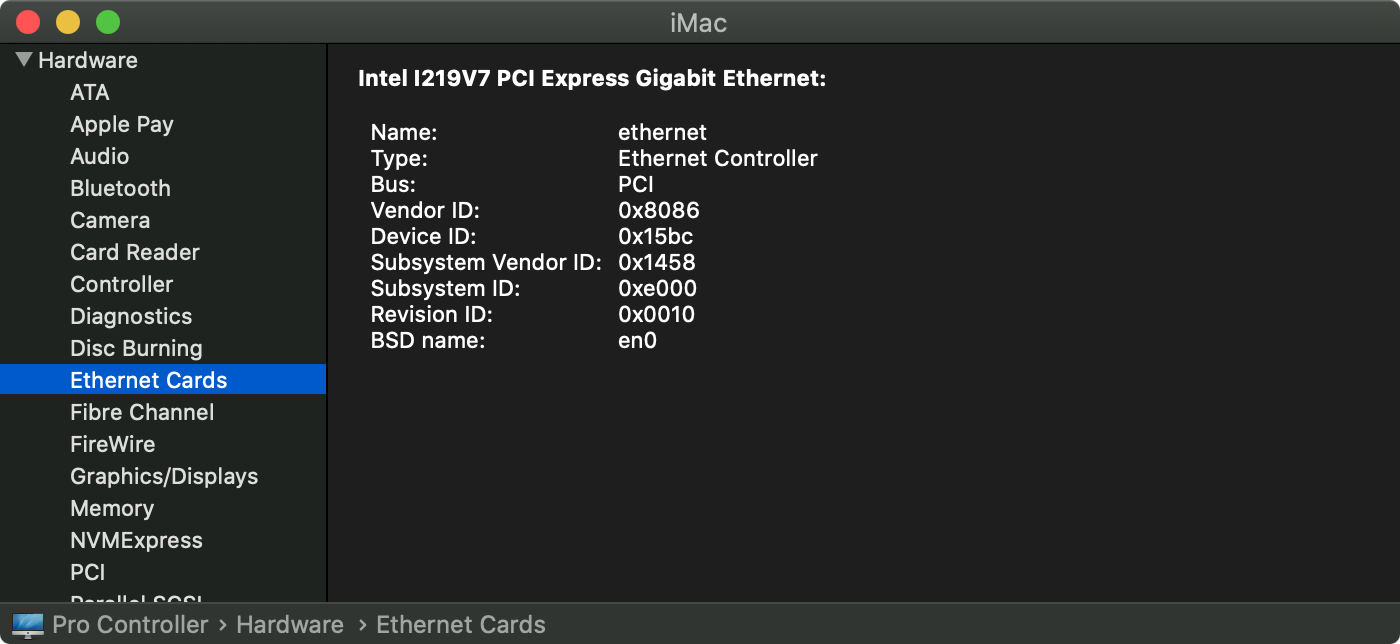 iMac
Hardware
ATA
Apple Pay
Audio
Bluetooth
Camera
Card Reader
Controller
Diagnostics
Disc Burning
Ethernet Cards
Fibre Channel
FireWire
Graphics/Displays
Memory
NVMExpress
PCI
Parallel SCSI
Intel I219V7 PCI Express Gigabit Ethernet:
Name: ethernet
Type: Ethernet Controller
Bus: PCI
Vendor ID: 0x8086
Device ID: 0x15bc
Subsystem Vendor ID: 0x1458
Subsystem ID: 0xe000
Revision ID: 0x0010
BSD name: en0
Pro Controller › Hardware › Ethernet Cards